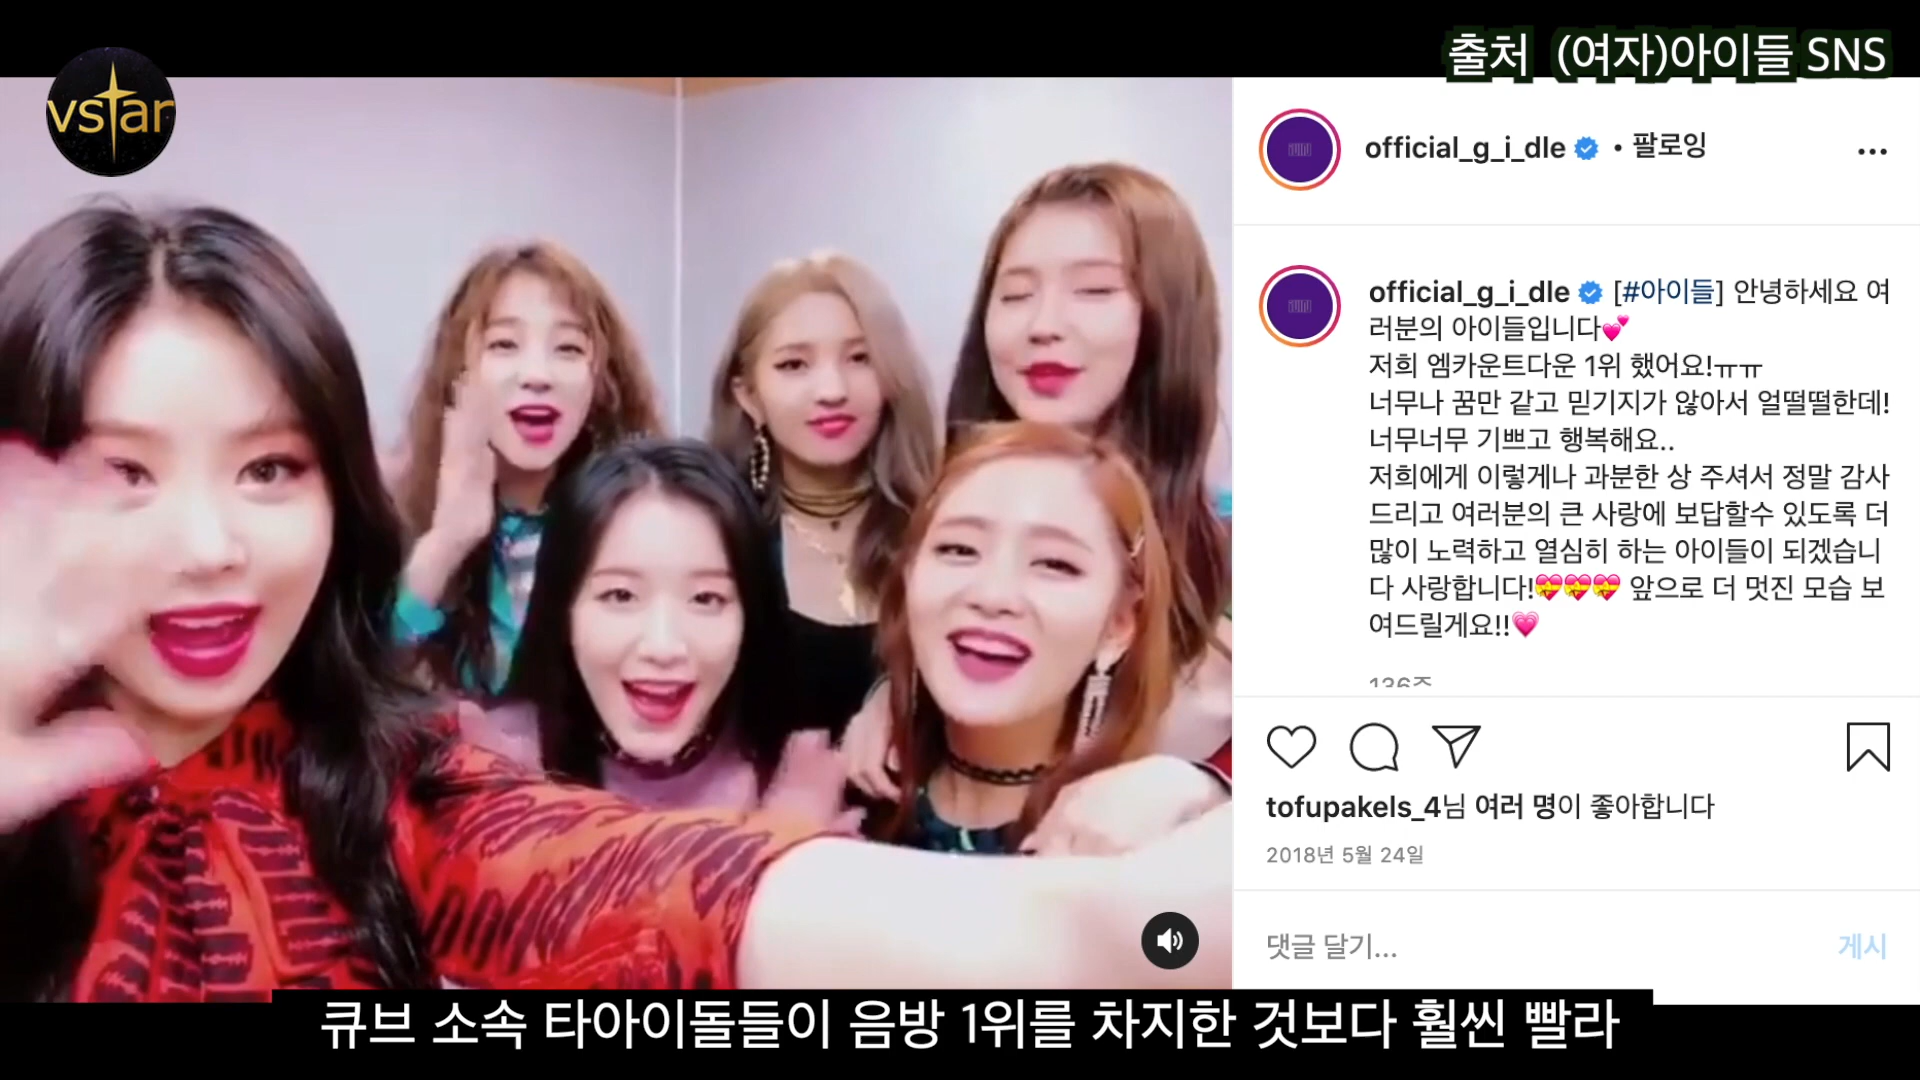 출처 (여자)아이들 SNS
vstar
official_g_i_dle • 팔로잉
official_g_i_dle [#아이들] 안녕하세요 여
러분의 아이들입니다💕
저희 엠카운트다운 1위 했어요!ㅠㅠ
너무나 꿈만 같고 믿기지가 않아서 얼떨떨한데!
너무너무 기쁘고 행복해요..
저희에게 이렇게나 과분한 상 주셔서 정말 감사
드리고 여러분의 큰 사랑에 보답할수 있도록 더
많이 노력하고 열심히 하는 아이들이 되겠습니
다 사랑합니다!💝💝💝 앞으로 더 멋진 모습 보
여드릴게요!!💗
136주
tofupakels_4님 여러 명이 좋아합니다
2018년 5월 24일
댓글 달기...
게시
큐브 소속 타아이돌들이 음방 1위를 차지한 것보다 훨씬 빨라